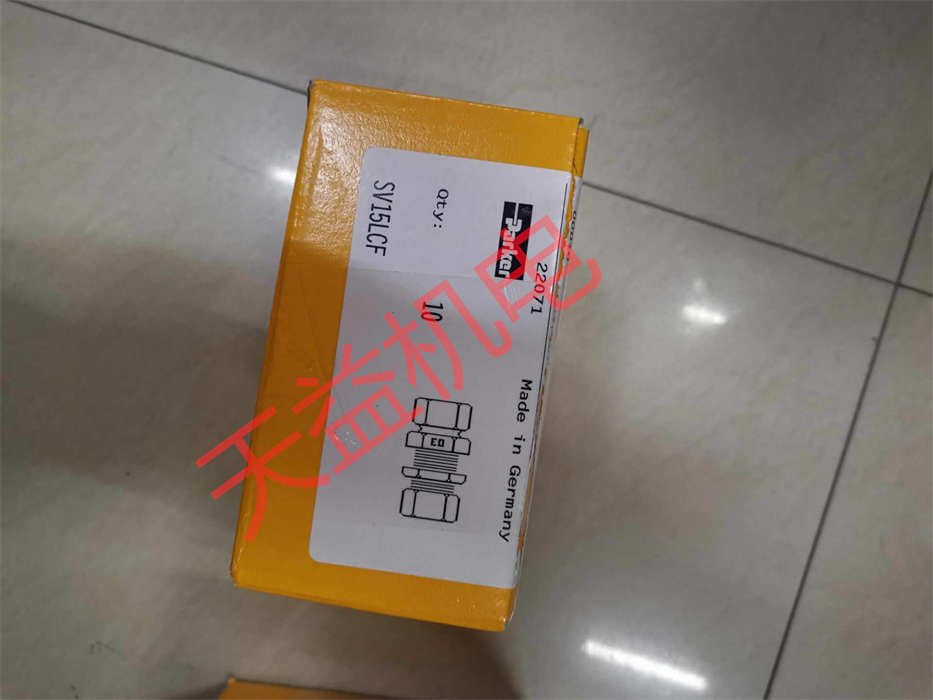 Parker
22071
Made in Germany
Qty:
10
SV15LCF
天益机电